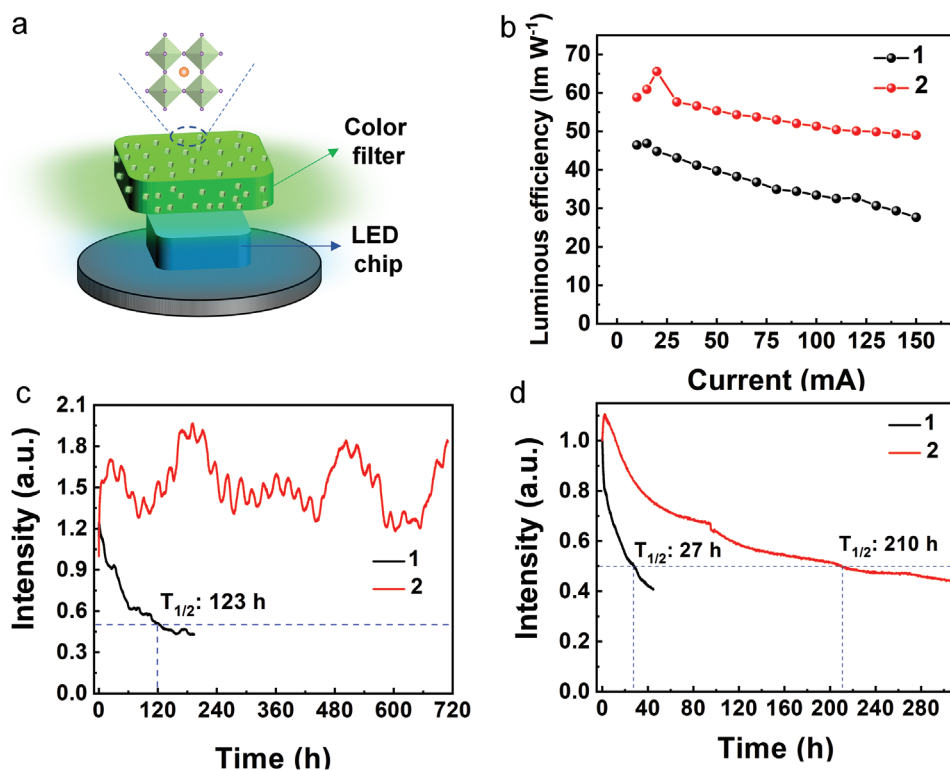 a
Color
filter
LED
chip
b
Luminous efficiency (lm W⁻¹)
70
60
50
40
30
20
10
0
1
2
0 25 50 75 100 125 150
Current (mA)
c
Intensity (a.u.)
2.1
1.8
1.5
1.2
0.9
0.6
0.3
0.0
1
2
T1/2: 123 h
0 120 240 360 480 600 720
Time (h)
d
Intensity (a.u.)
1.0
0.8
0.6
0.4
0.2
0.0
1
2
T1/2: 27 h
T1/2: 210 h
0 40 80 120 160 200 240 280
Time (h)